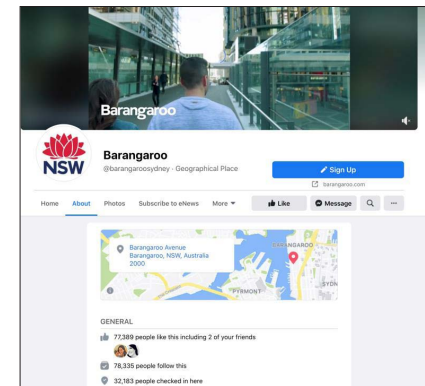 Barangaroo
NSW
Barangaroo
@barangaroosydney · Geographical Place
Sign Up
barangaroo.com
Home About Photos Subscribe to eNews More Like Message
Barangaroo Avenue
Barangaroo, NSW, Australia
2000
BARANGAROO
PYRMONT
SYDN
GENERAL
77,389 people like this including 2 of your friends
78,335 people follow this
32,183 people checked in here